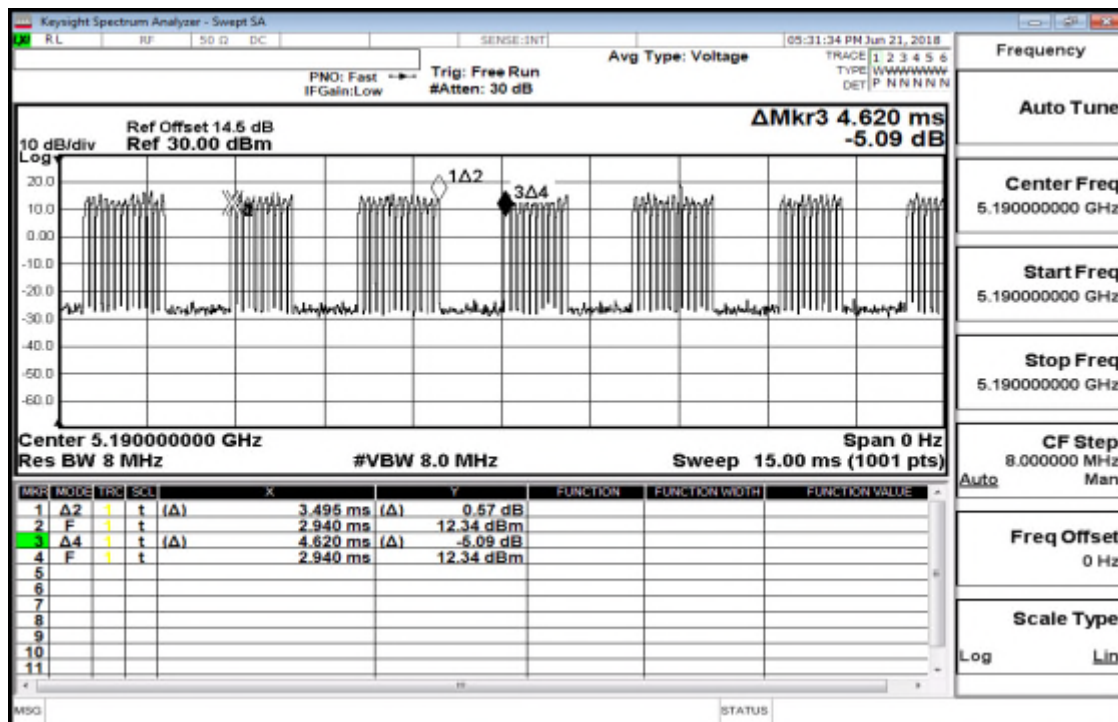 Keysight Spectrum Analyzer - Swept SA
LXI RL RF 50 Ω DC SENSE:INT 05:31:34 PM Jun 21, 2018
Frequency
Avg Type: Voltage
TRACE 1 2 3 4 5 6
TYPE WWWWWW
DET P N N N N N
PNO: Fast
IFGain:Low
Trig: Free Run
#Atten: 30 dB
Auto Tune
ΔMkr3 4.620 ms
-5.09 dB
Ref Offset 14.5 dB
10 dB/div Ref 30.00 dBm
Log
20.0
10.0
0.00
-10.0
-20.0
-30.0
-40.0
-50.0
-60.0
1Δ2
3Δ4
Center 5.190000000 GHz Span 0 Hz
Res BW 8 MHz #VBW 8.0 MHz Sweep 15.00 ms (1001 pts)
Center Freq
5.190000000 GHz
Start Freq
5.190000000 GHz
Stop Freq
5.190000000 GHz
CF Step
8.000000 MHz
Auto Man
Freq Offset
0 Hz
Scale Type
Log Lin
MKR MODE TRC SCL X Y FUNCTION FUNCTION WIDTH FUNCTION VALUE
1 Δ2 1 t (Δ) 3.495 ms (Δ) 0.57 dB
2 F 1 t 2.940 ms 12.34 dBm
3 Δ4 1 t (Δ) 4.620 ms (Δ) -5.09 dB
4 F 1 t 2.940 ms 12.34 dBm
5
6
7
8
9
10
11
MSG STATUS